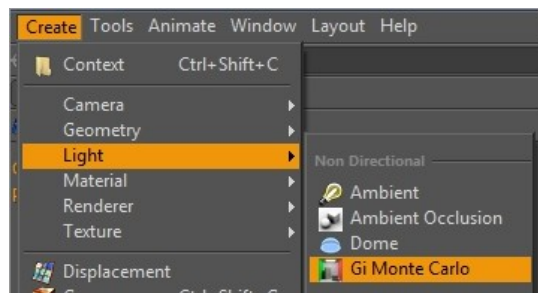 Create Tools Animate Window Layout Help
Context Ctrl+Shift+C
Camera
Geometry
Light
Material
Renderer
Texture
Displacement
Non Directional
Ambient
Ambient Occlusion
Dome
Gi Monte Carlo